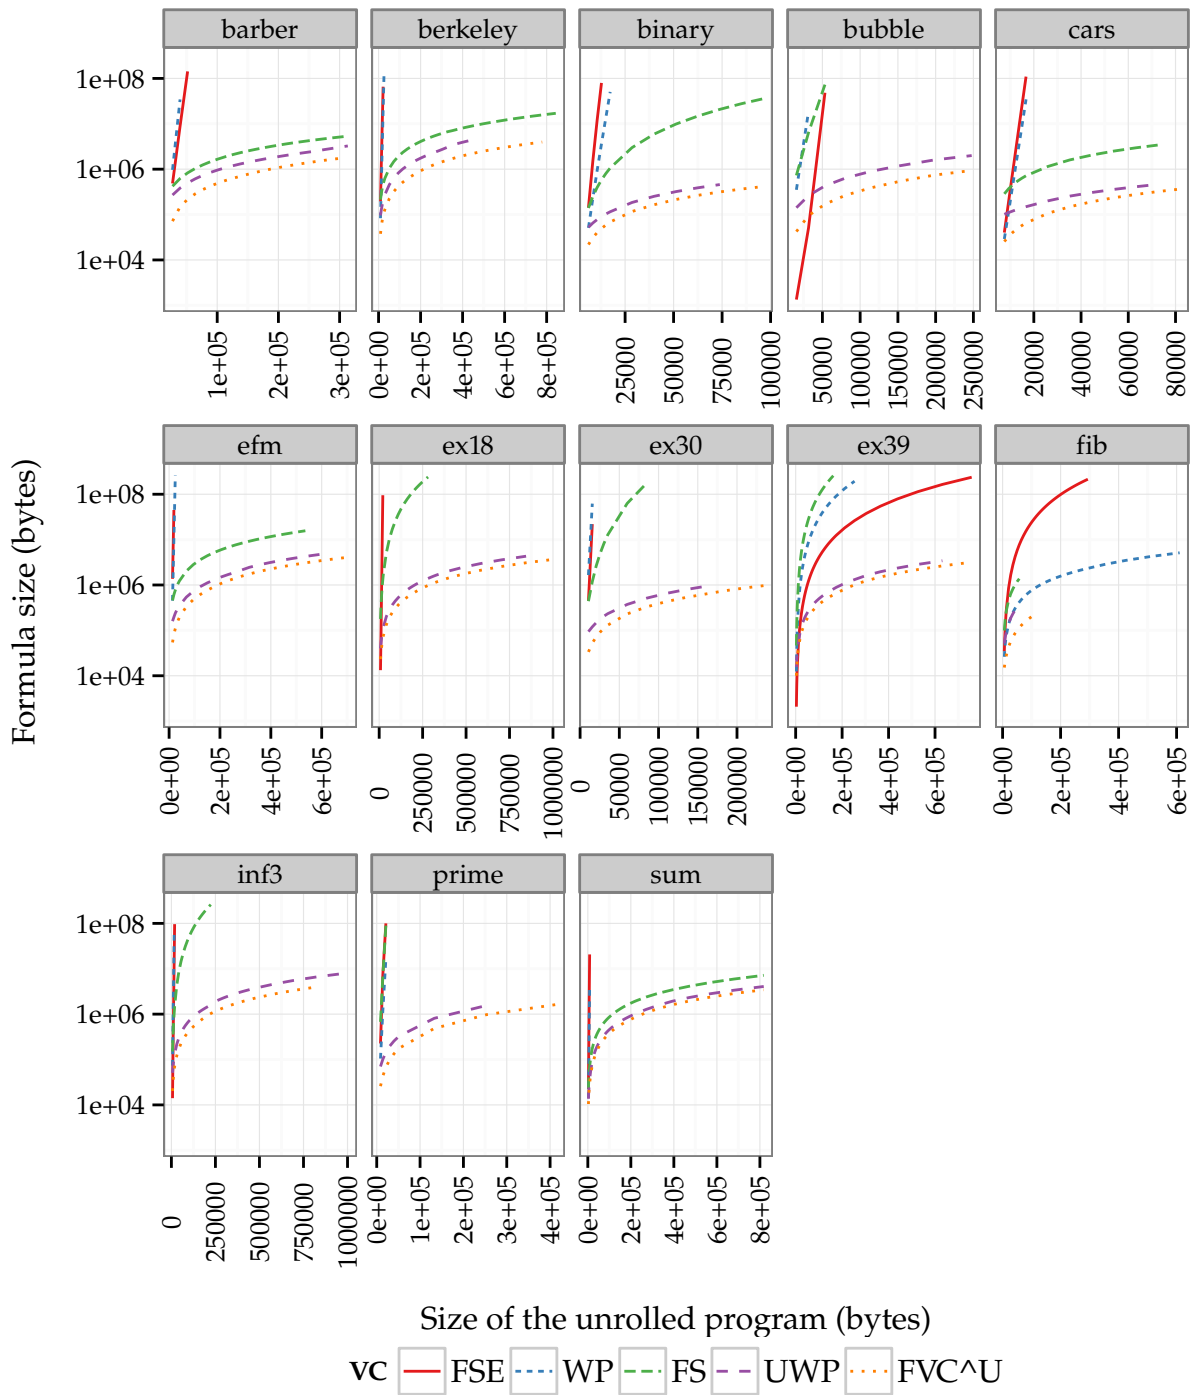 barber berkeley binary bubble cars
1e+08
1e+06
1e+04
1e+05 2e+05 3e+05 0e+00 2e+05 4e+05 6e+05 8e+05 25000 50000 75000 100000 50000 100000 150000 200000 250000 20000 40000 60000 80000
efm ex18 ex30 ex39 fib
1e+08
1e+06
1e+04
0e+00 2e+05 4e+05 6e+05 0 250000 500000 750000 1000000 0 50000 100000 150000 200000 0e+00 2e+05 4e+05 6e+05 0e+00 2e+05 4e+05 6e+05
inf3 prime sum
1e+08
1e+06
1e+04
0 250000 500000 750000 1000000 0e+00 1e+05 2e+05 3e+05 4e+05 0e+00 2e+05 4e+05 6e+05 8e+05
Formula size (bytes)
Size of the unrolled program (bytes)
VC FSE WP FS UWP FVC^U